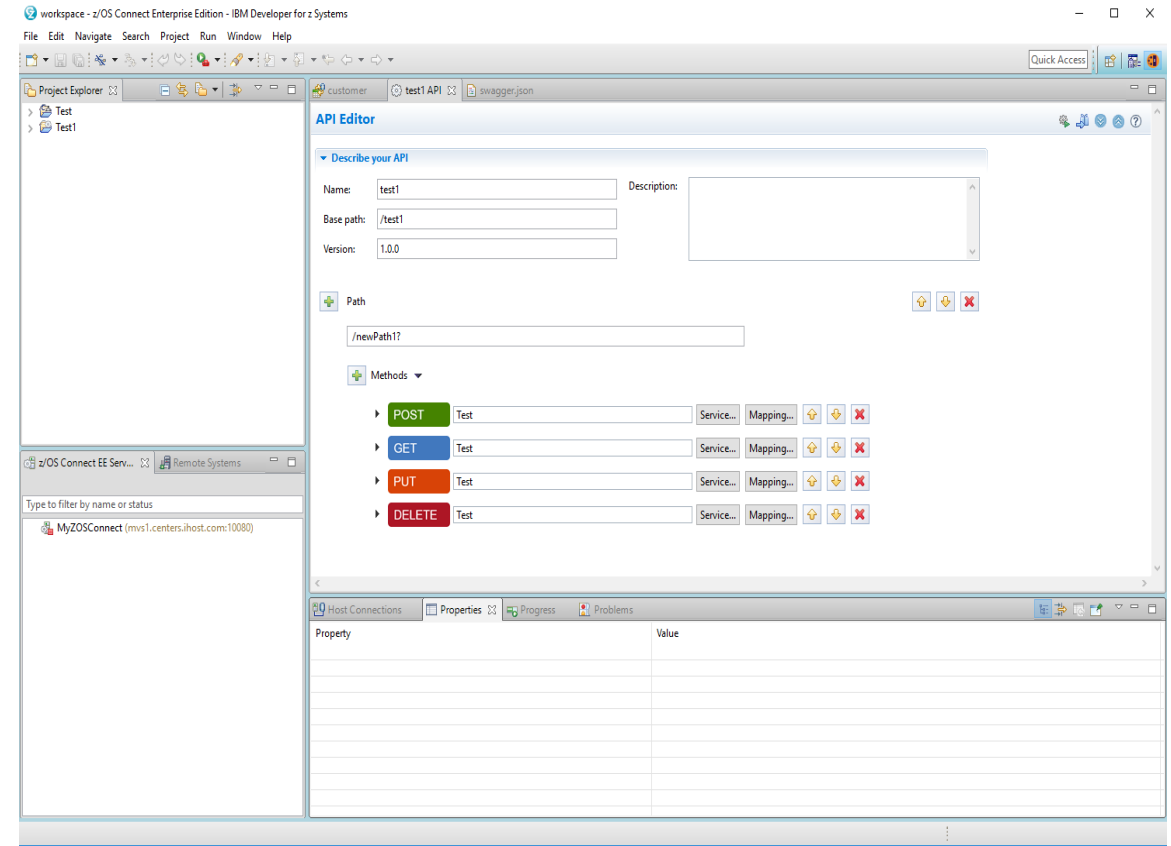 workspace - z/OS Connect Enterprise Edition - IBM Developer for z Systems
File Edit Navigate Search Project Run Window Help
Quick Access
Project Explorer
Test
Test1
customer
test1 API
swagger.json
API Editor
Describe your API
Name: test1
Description:
Base path: /test1
Version: 1.0.0
Path
/newPath1?
Methods
POST Test Service... Mapping...
GET Test Service... Mapping...
PUT Test Service... Mapping...
DELETE Test Service... Mapping...
z/OS Connect EE Serv...
Remote Systems
Type to filter by name or status
MyZOSConnect (mvs1.centers.ihost.com:10080)
Host Connections
Properties
Progress
Problems
Property Value